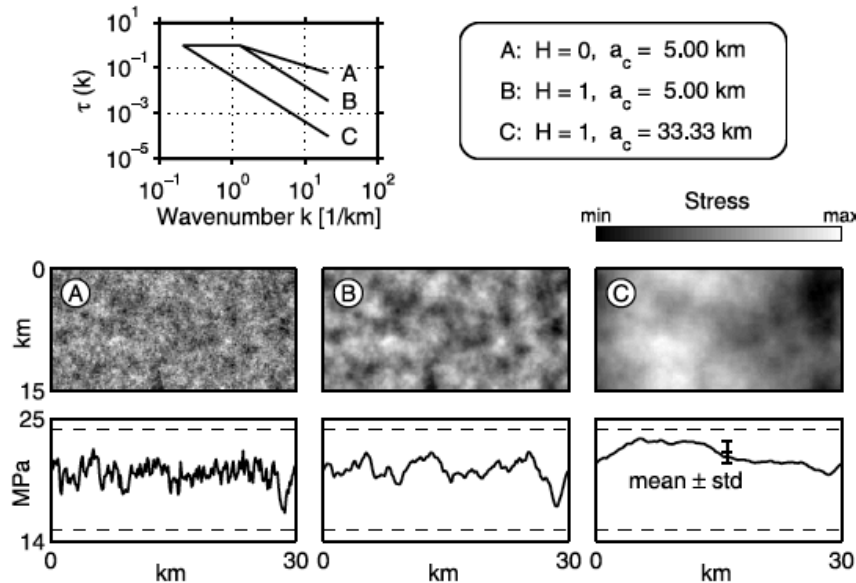 10^1
10^-1
10^-3
10^-5
τ (k)
A
B
C
10^-1 10^0 10^1 10^2
Wavenumber k [1/km]
A: H = 0, a_c = 5.00 km
B: H = 1, a_c = 5.00 km
C: H = 1, a_c = 33.33 km
Stress
min max
0
km
15
A B C
25
MPa
14
mean ± std
0 km 30 0 km 30 0 km 30